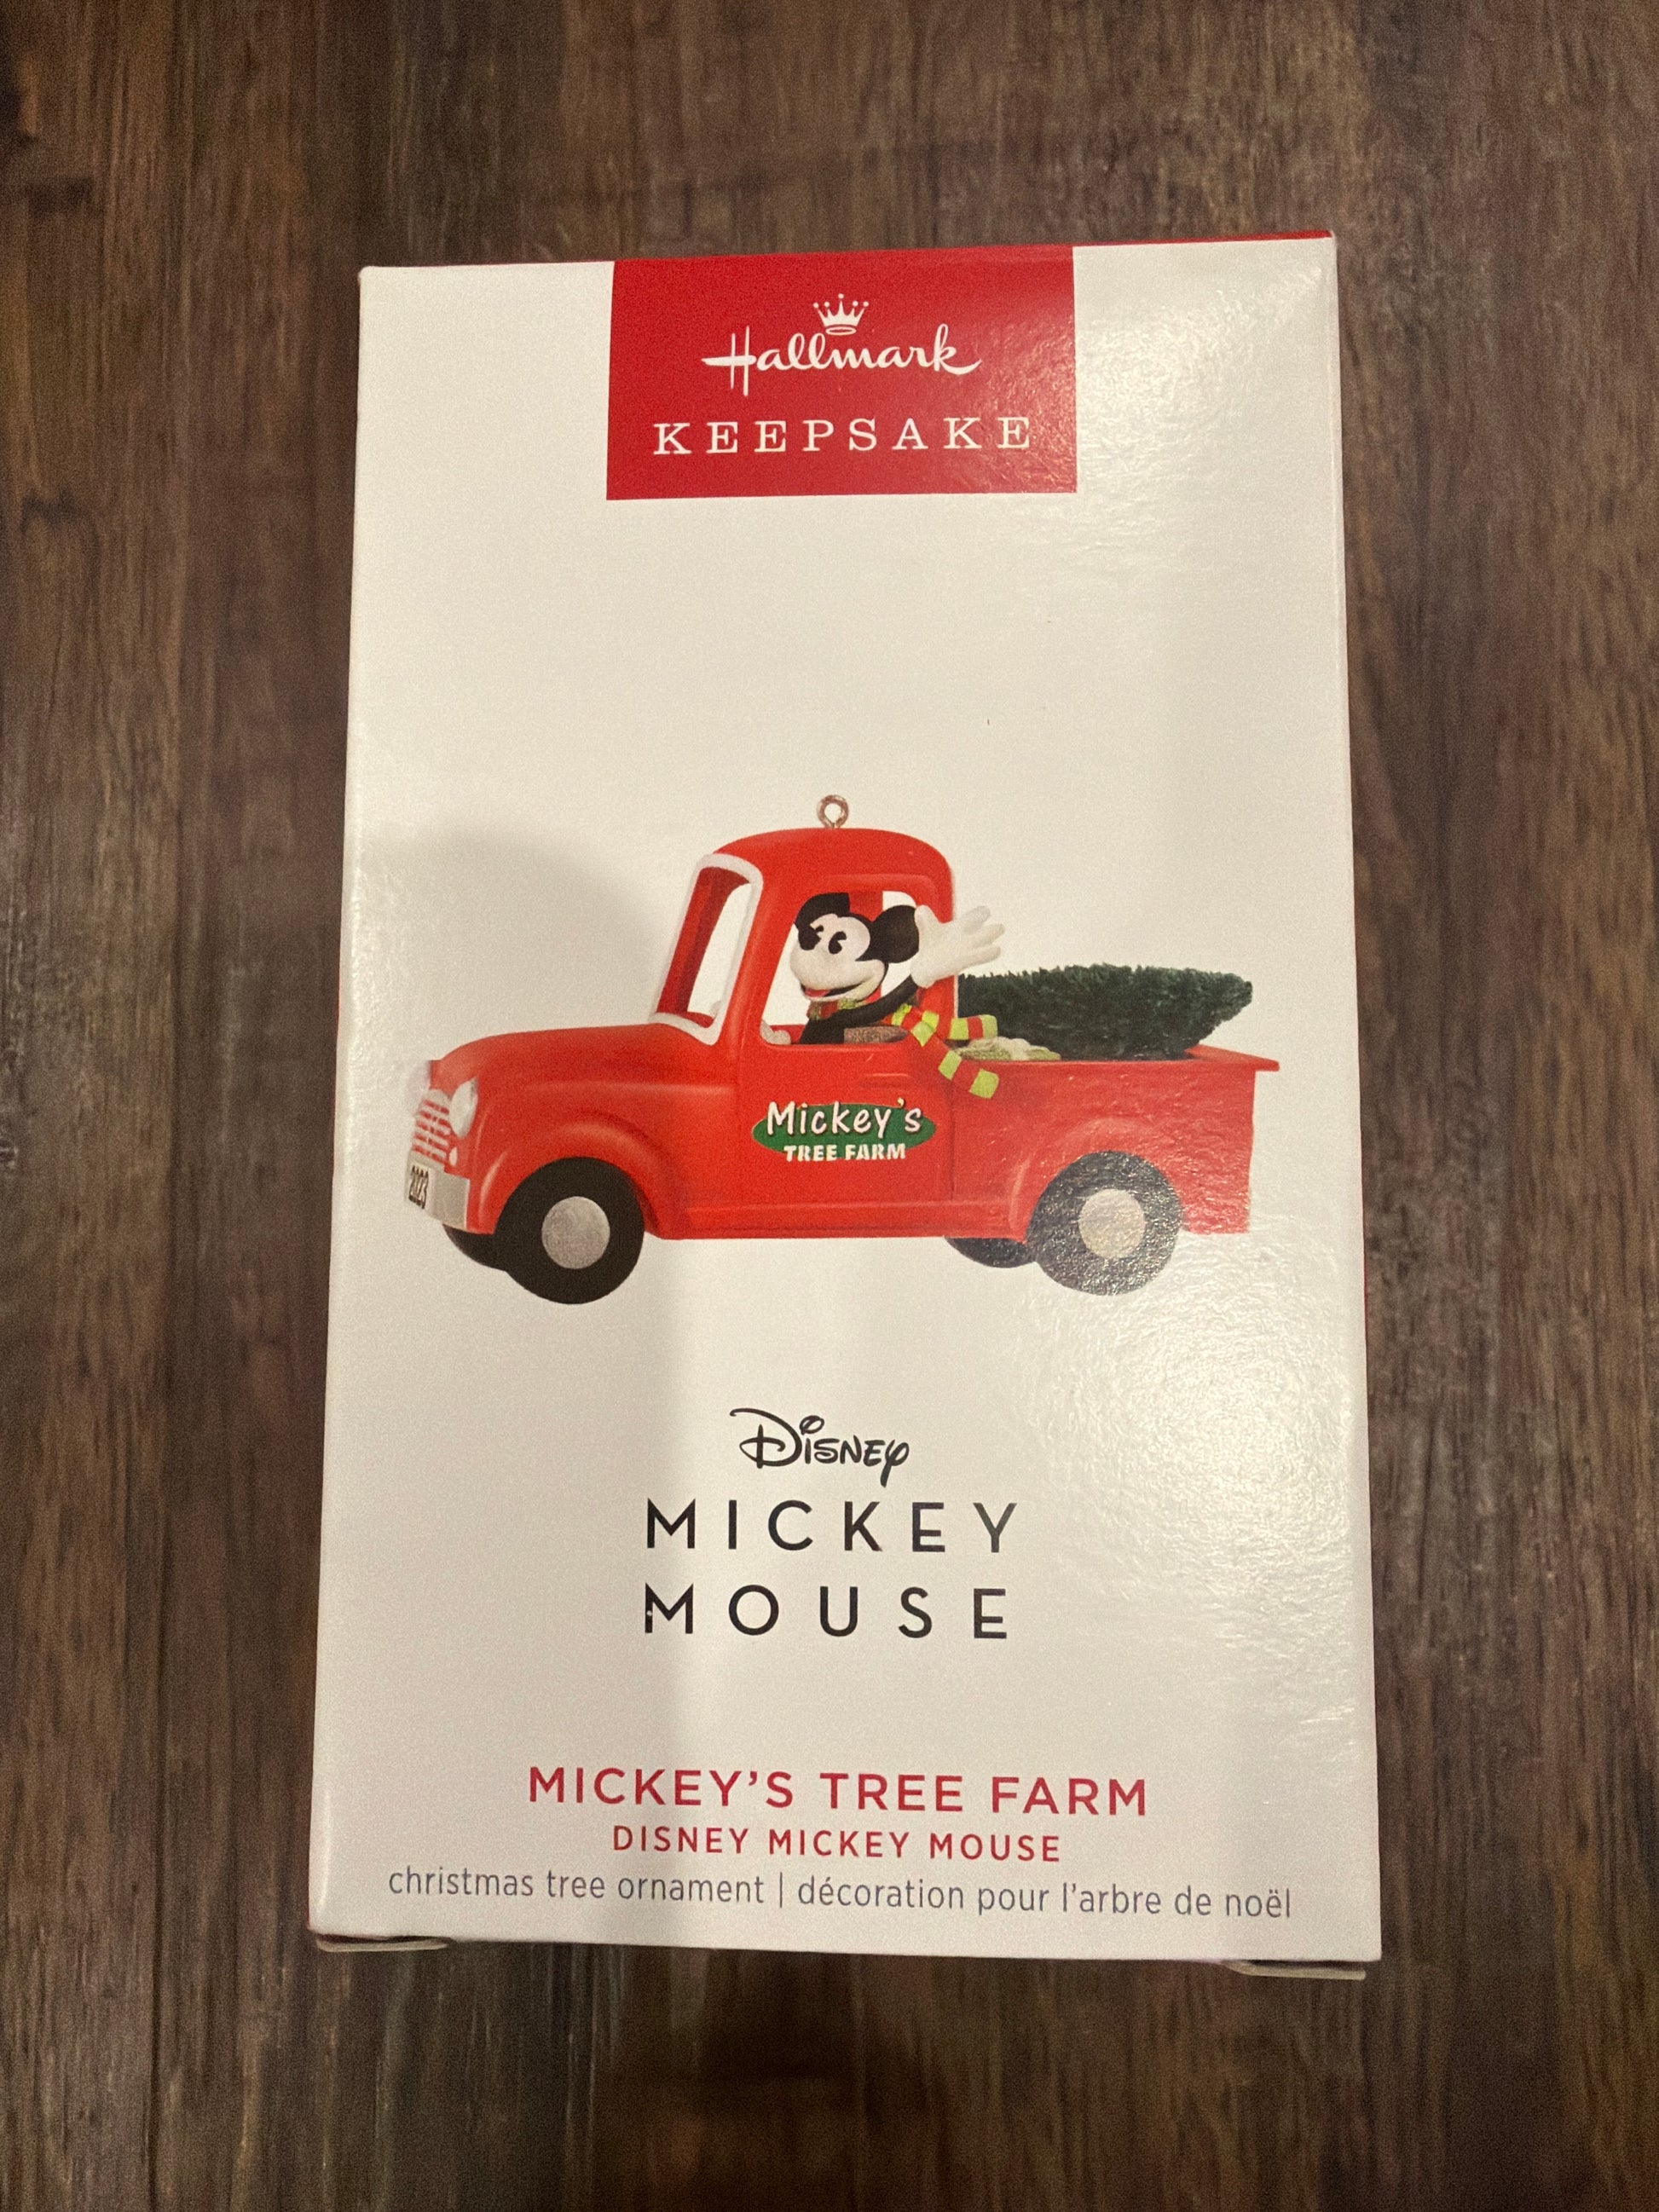 Hallmark
KEEPSAKE
Mickey's
TREE FARM
2023
Disney
MICKEY
MOUSE
MICKEY'S TREE FARM
DISNEY MICKEY MOUSE
christmas tree ornament | décoration pour l'arbre de noël